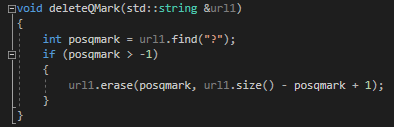 void deleteQMark(std::string &url1)
{
    int posqmark = url1.find("?");
    if (posqmark > -1)
    {
        url1.erase(posqmark, url1.size() - posqmark + 1);
    }
}